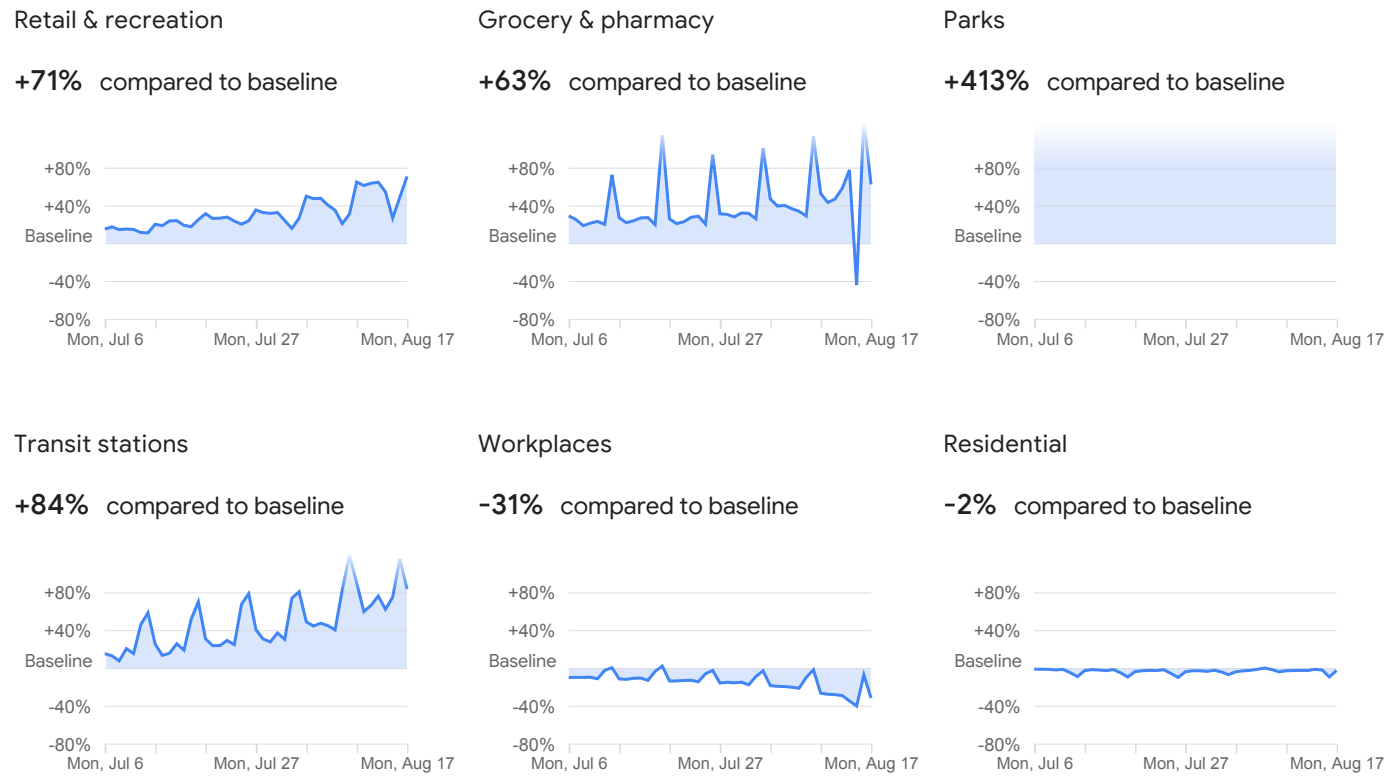 Retail & recreation
+71% compared to baseline
+80%
+40%
Baseline
-40%
-80%
Mon, Jul 6 Mon, Jul 27 Mon, Aug 17
Grocery & pharmacy
+63% compared to baseline
+80%
+40%
Baseline
-40%
-80%
Mon, Jul 6 Mon, Jul 27 Mon, Aug 17
Parks
+413% compared to baseline
+80%
+40%
Baseline
-40%
-80%
Mon, Jul 6 Mon, Jul 27 Mon, Aug 17
Transit stations
+84% compared to baseline
+80%
+40%
Baseline
-40%
-80%
Mon, Jul 6 Mon, Jul 27 Mon, Aug 17
Workplaces
-31% compared to baseline
+80%
+40%
Baseline
-40%
-80%
Mon, Jul 6 Mon, Jul 27 Mon, Aug 17
Residential
-2% compared to baseline
+80%
+40%
Baseline
-40%
-80%
Mon, Jul 6 Mon, Jul 27 Mon, Aug 17